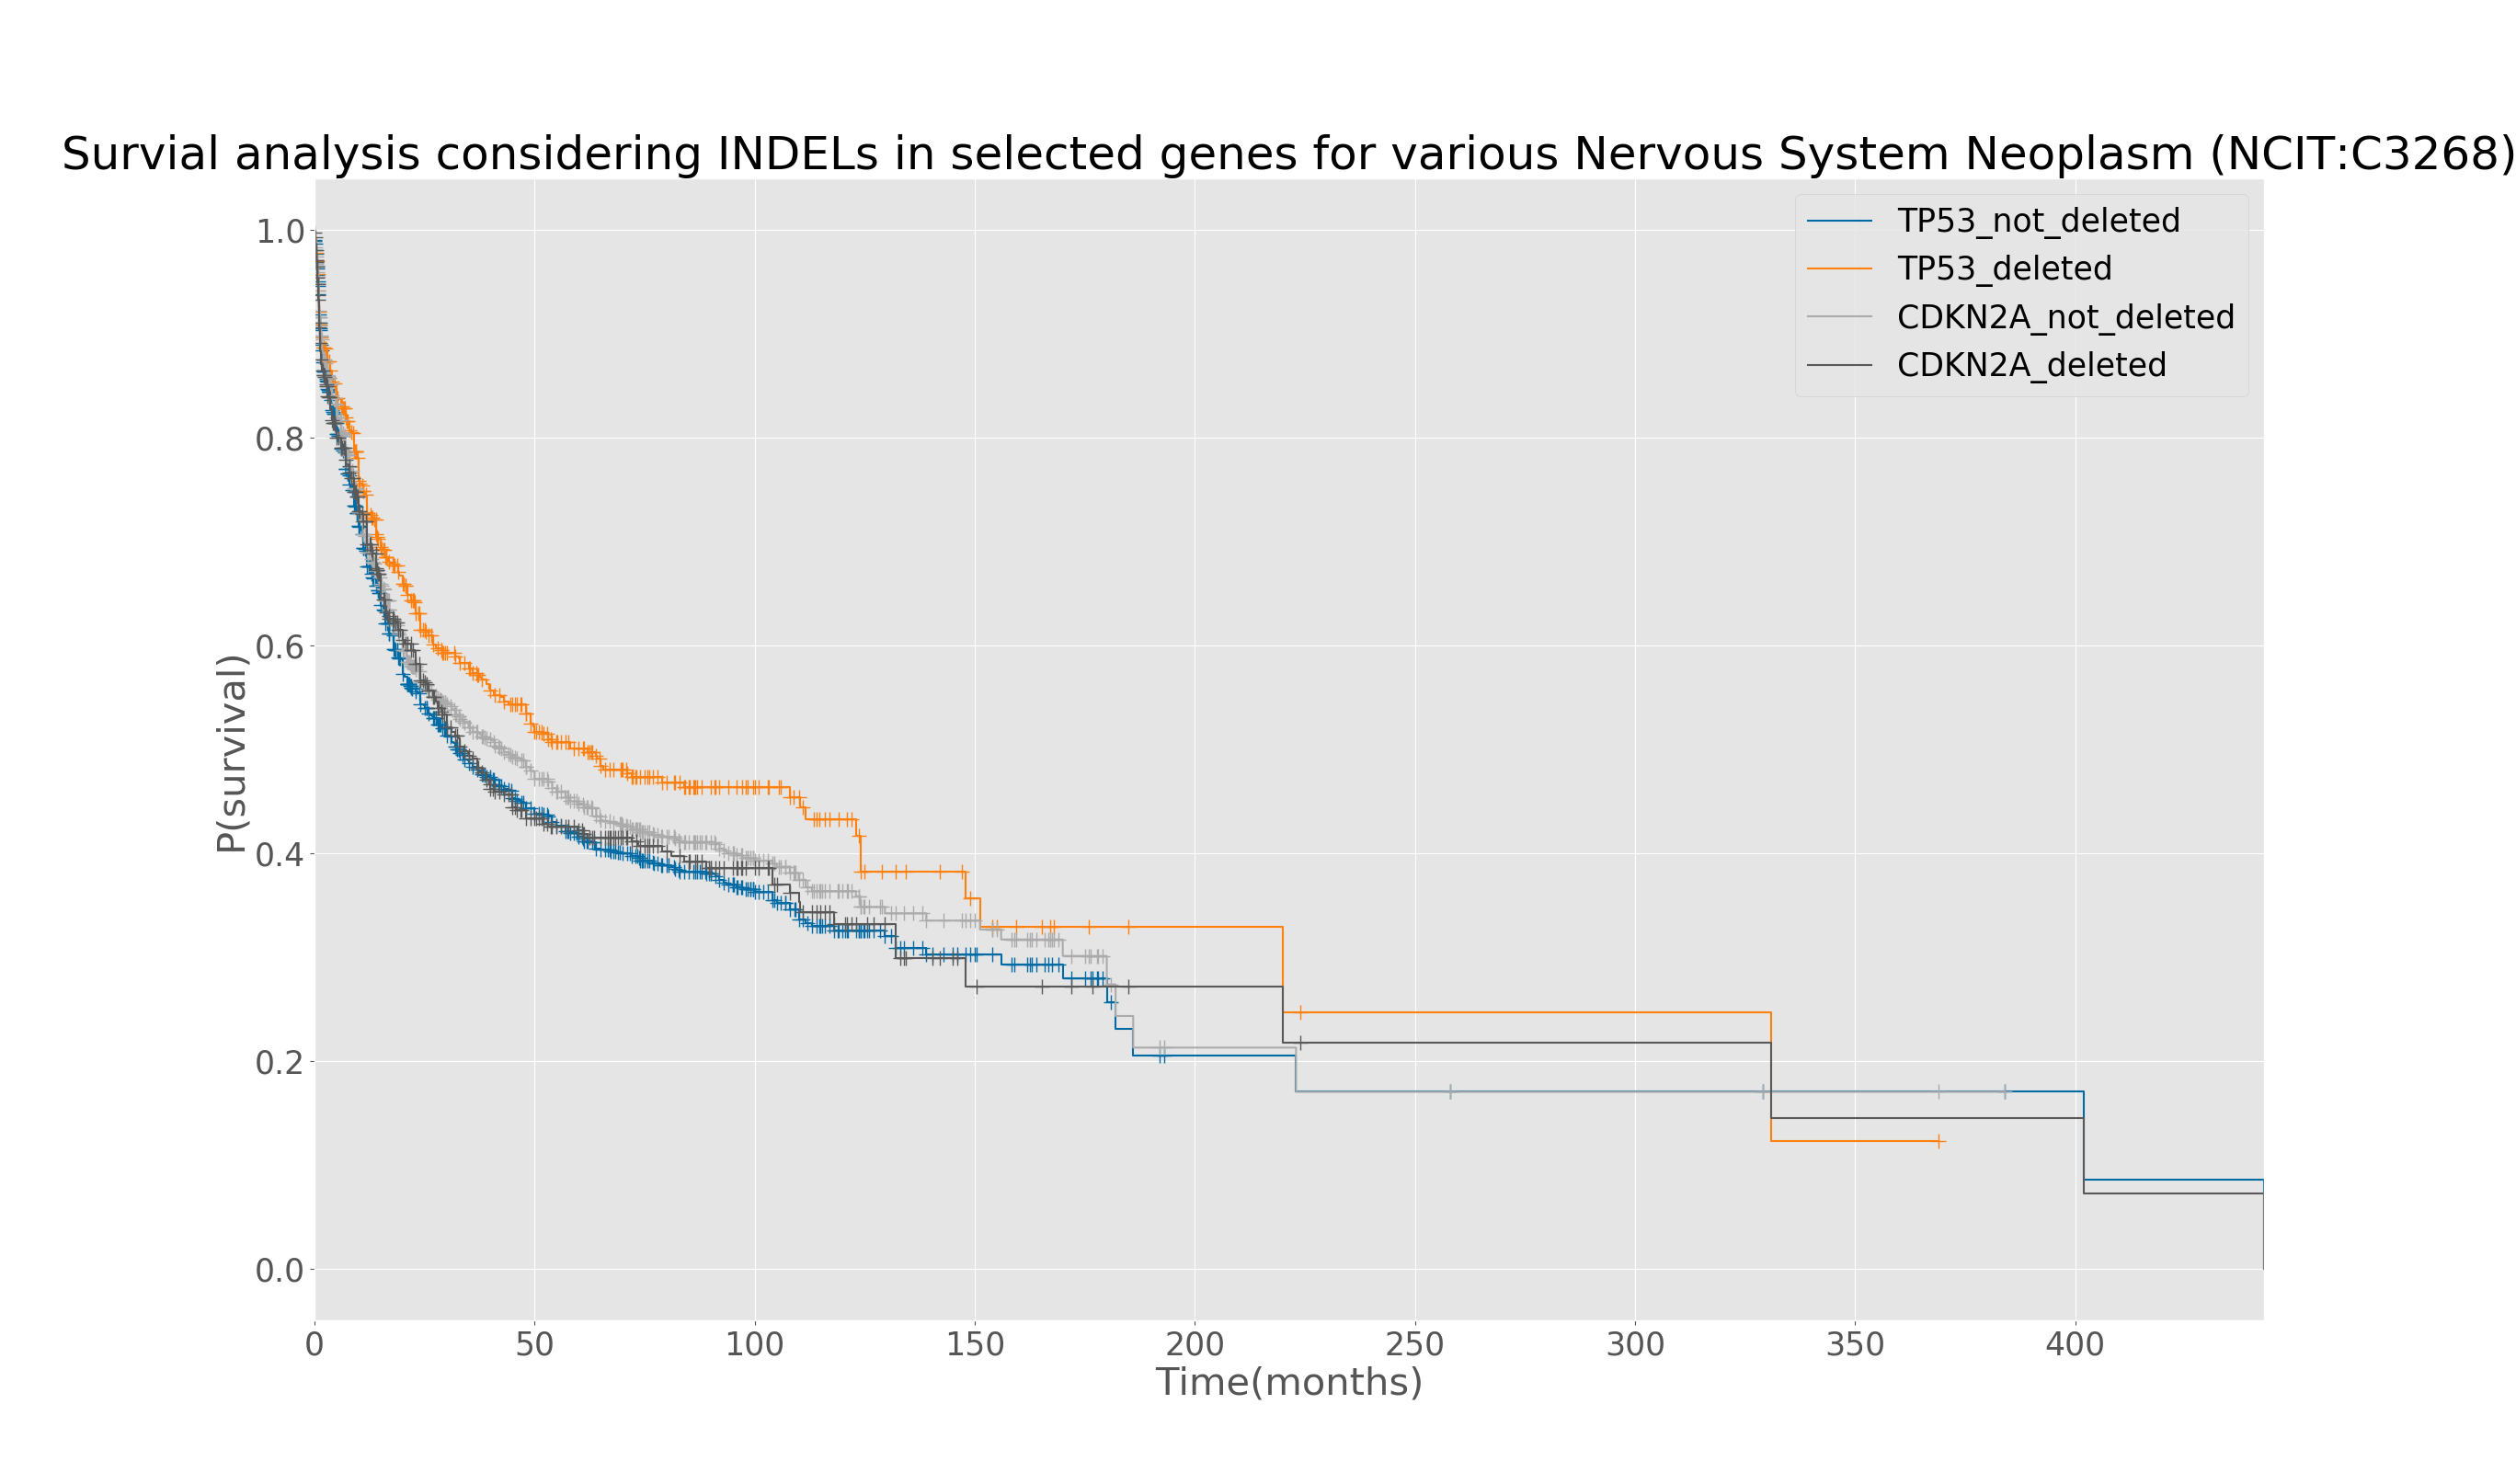 Survial analysis considering INDELs in selected genes for various Nervous System Neoplasm (NCIT:C3268)
TP53_not_deleted
TP53_deleted
CDKN2A_not_deleted
CDKN2A_deleted
P(survival)
1.0
0.8
0.6
0.4
0.2
0.0
0 50 100 150 200 250 300 350 400
Time(months)